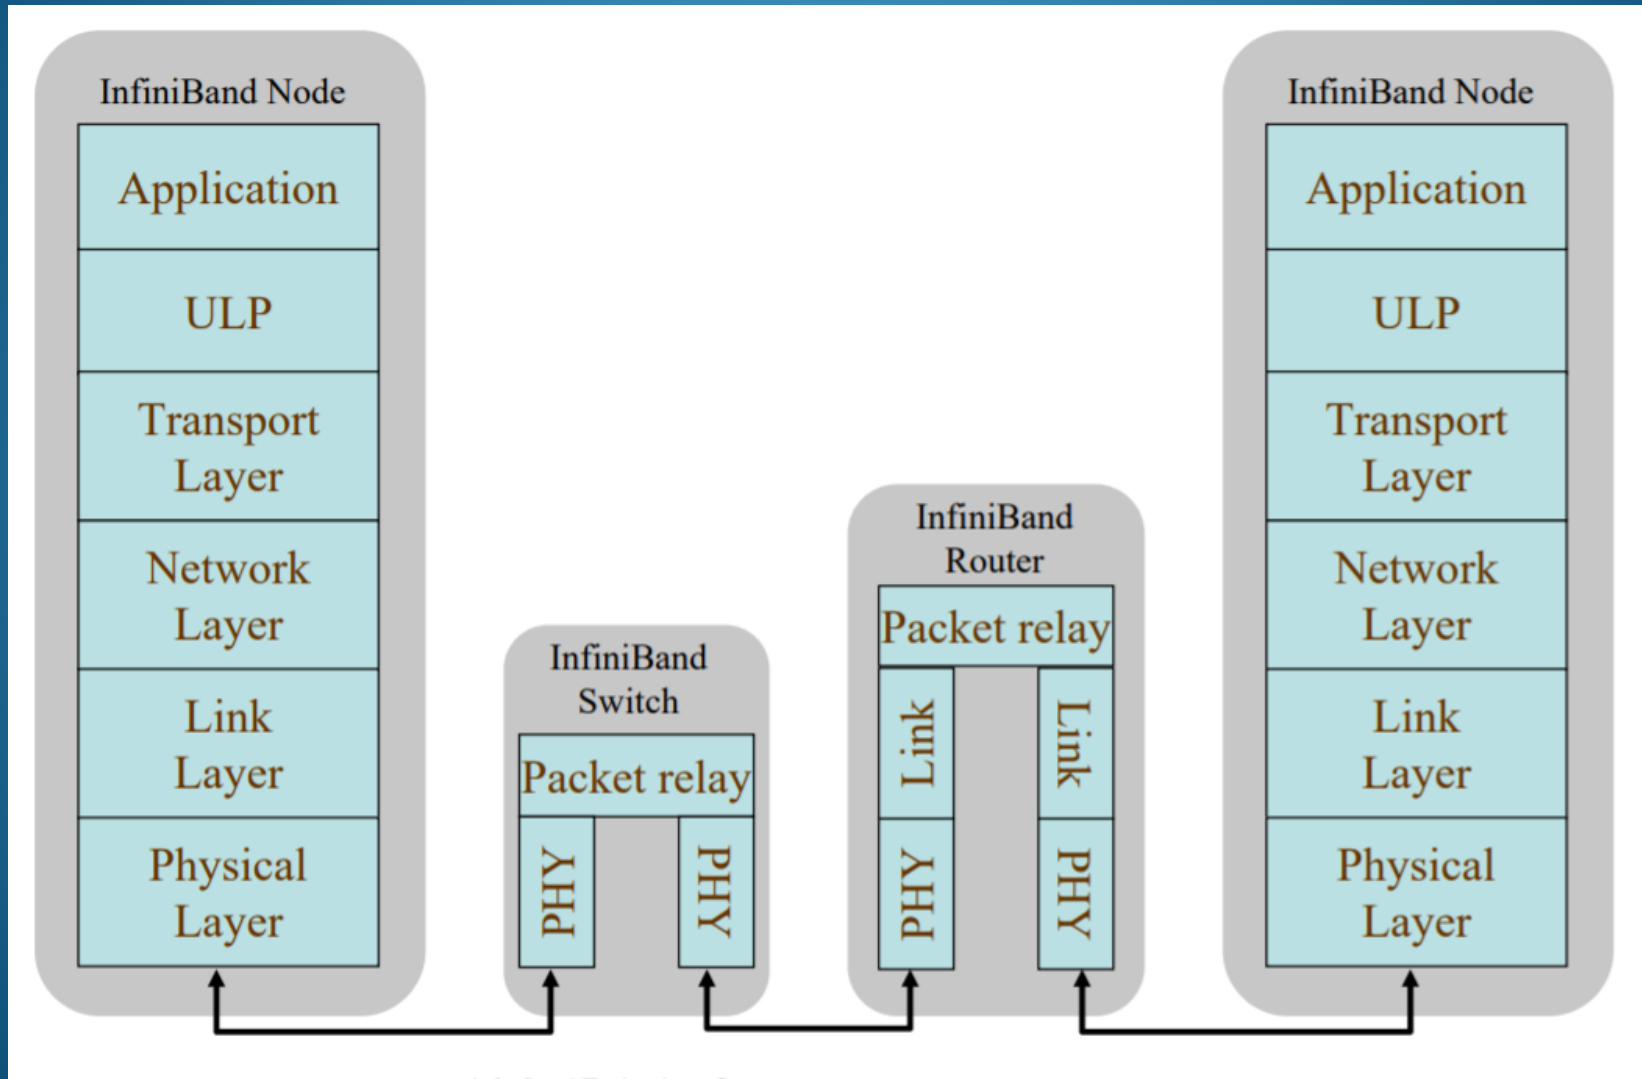 InfiniBand Node
Application
ULP
Transport
Layer
Network
Layer
Link
Layer
Physical
Layer
InfiniBand
Switch
Packet relay
PHY
PHY
InfiniBand
Router
Packet relay
Link
Link
PHY
PHY
InfiniBand Node
Application
ULP
Transport
Layer
Network
Layer
Link
Layer
Physical
Layer